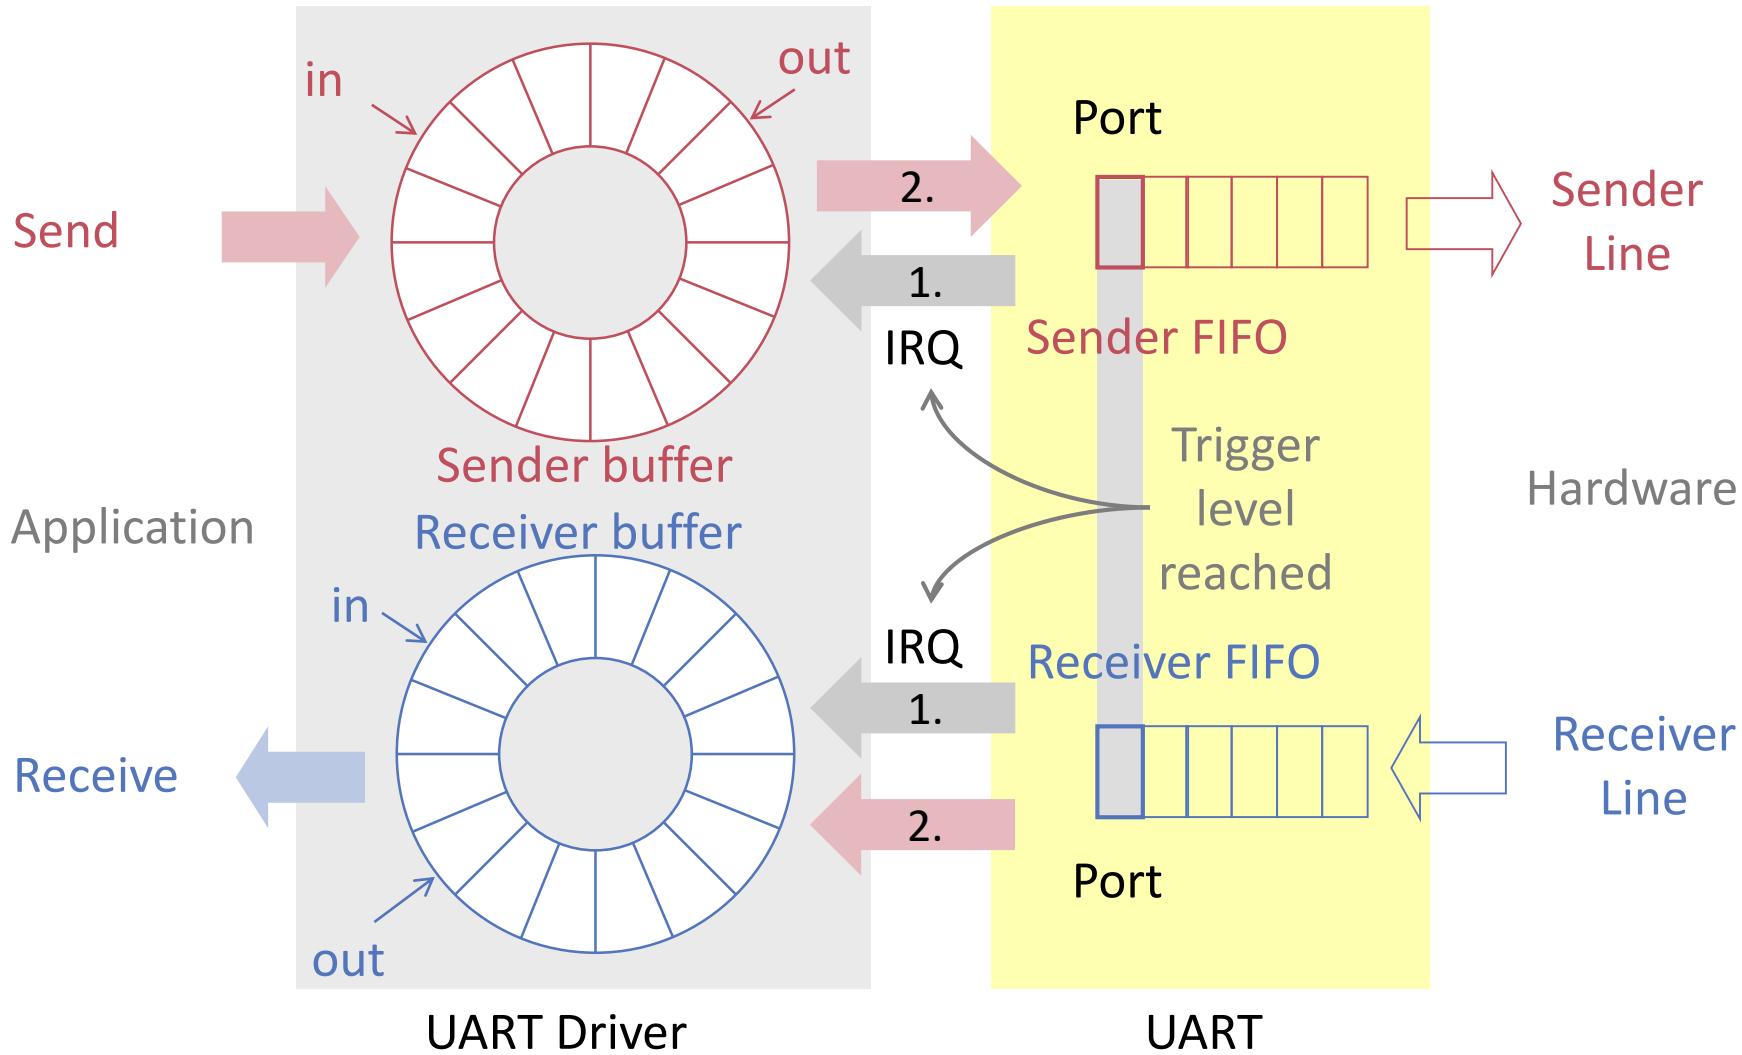 in
out
Port
2.
Sender
Line
Send
1.
IRQ
Sender FIFO
Sender buffer
Trigger
level
reached
Hardware
Application
Receiver buffer
in
IRQ
Receiver FIFO
1.
Receiver
Line
Receive
2.
Port
out
UART Driver
UART